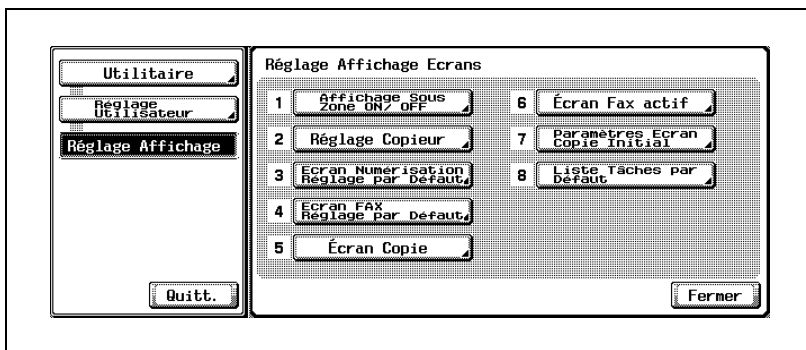 Utilitaire
Réglage
Utilisateur
Réglage Affichage
Quitt.
Réglage Affichage Ecrans
1 Affichage Sous
Zone ON/ OFF
2 Réglage Copieur
3 Ecran Numérisation
Réglage par Défaut
4 Ecran FAX
Réglage par Défaut
5 Écran Copie
6 Écran Fax actif
7 Paramètres Ecran
Copie Initial
8 Liste Tâches par
Défaut
Fermer